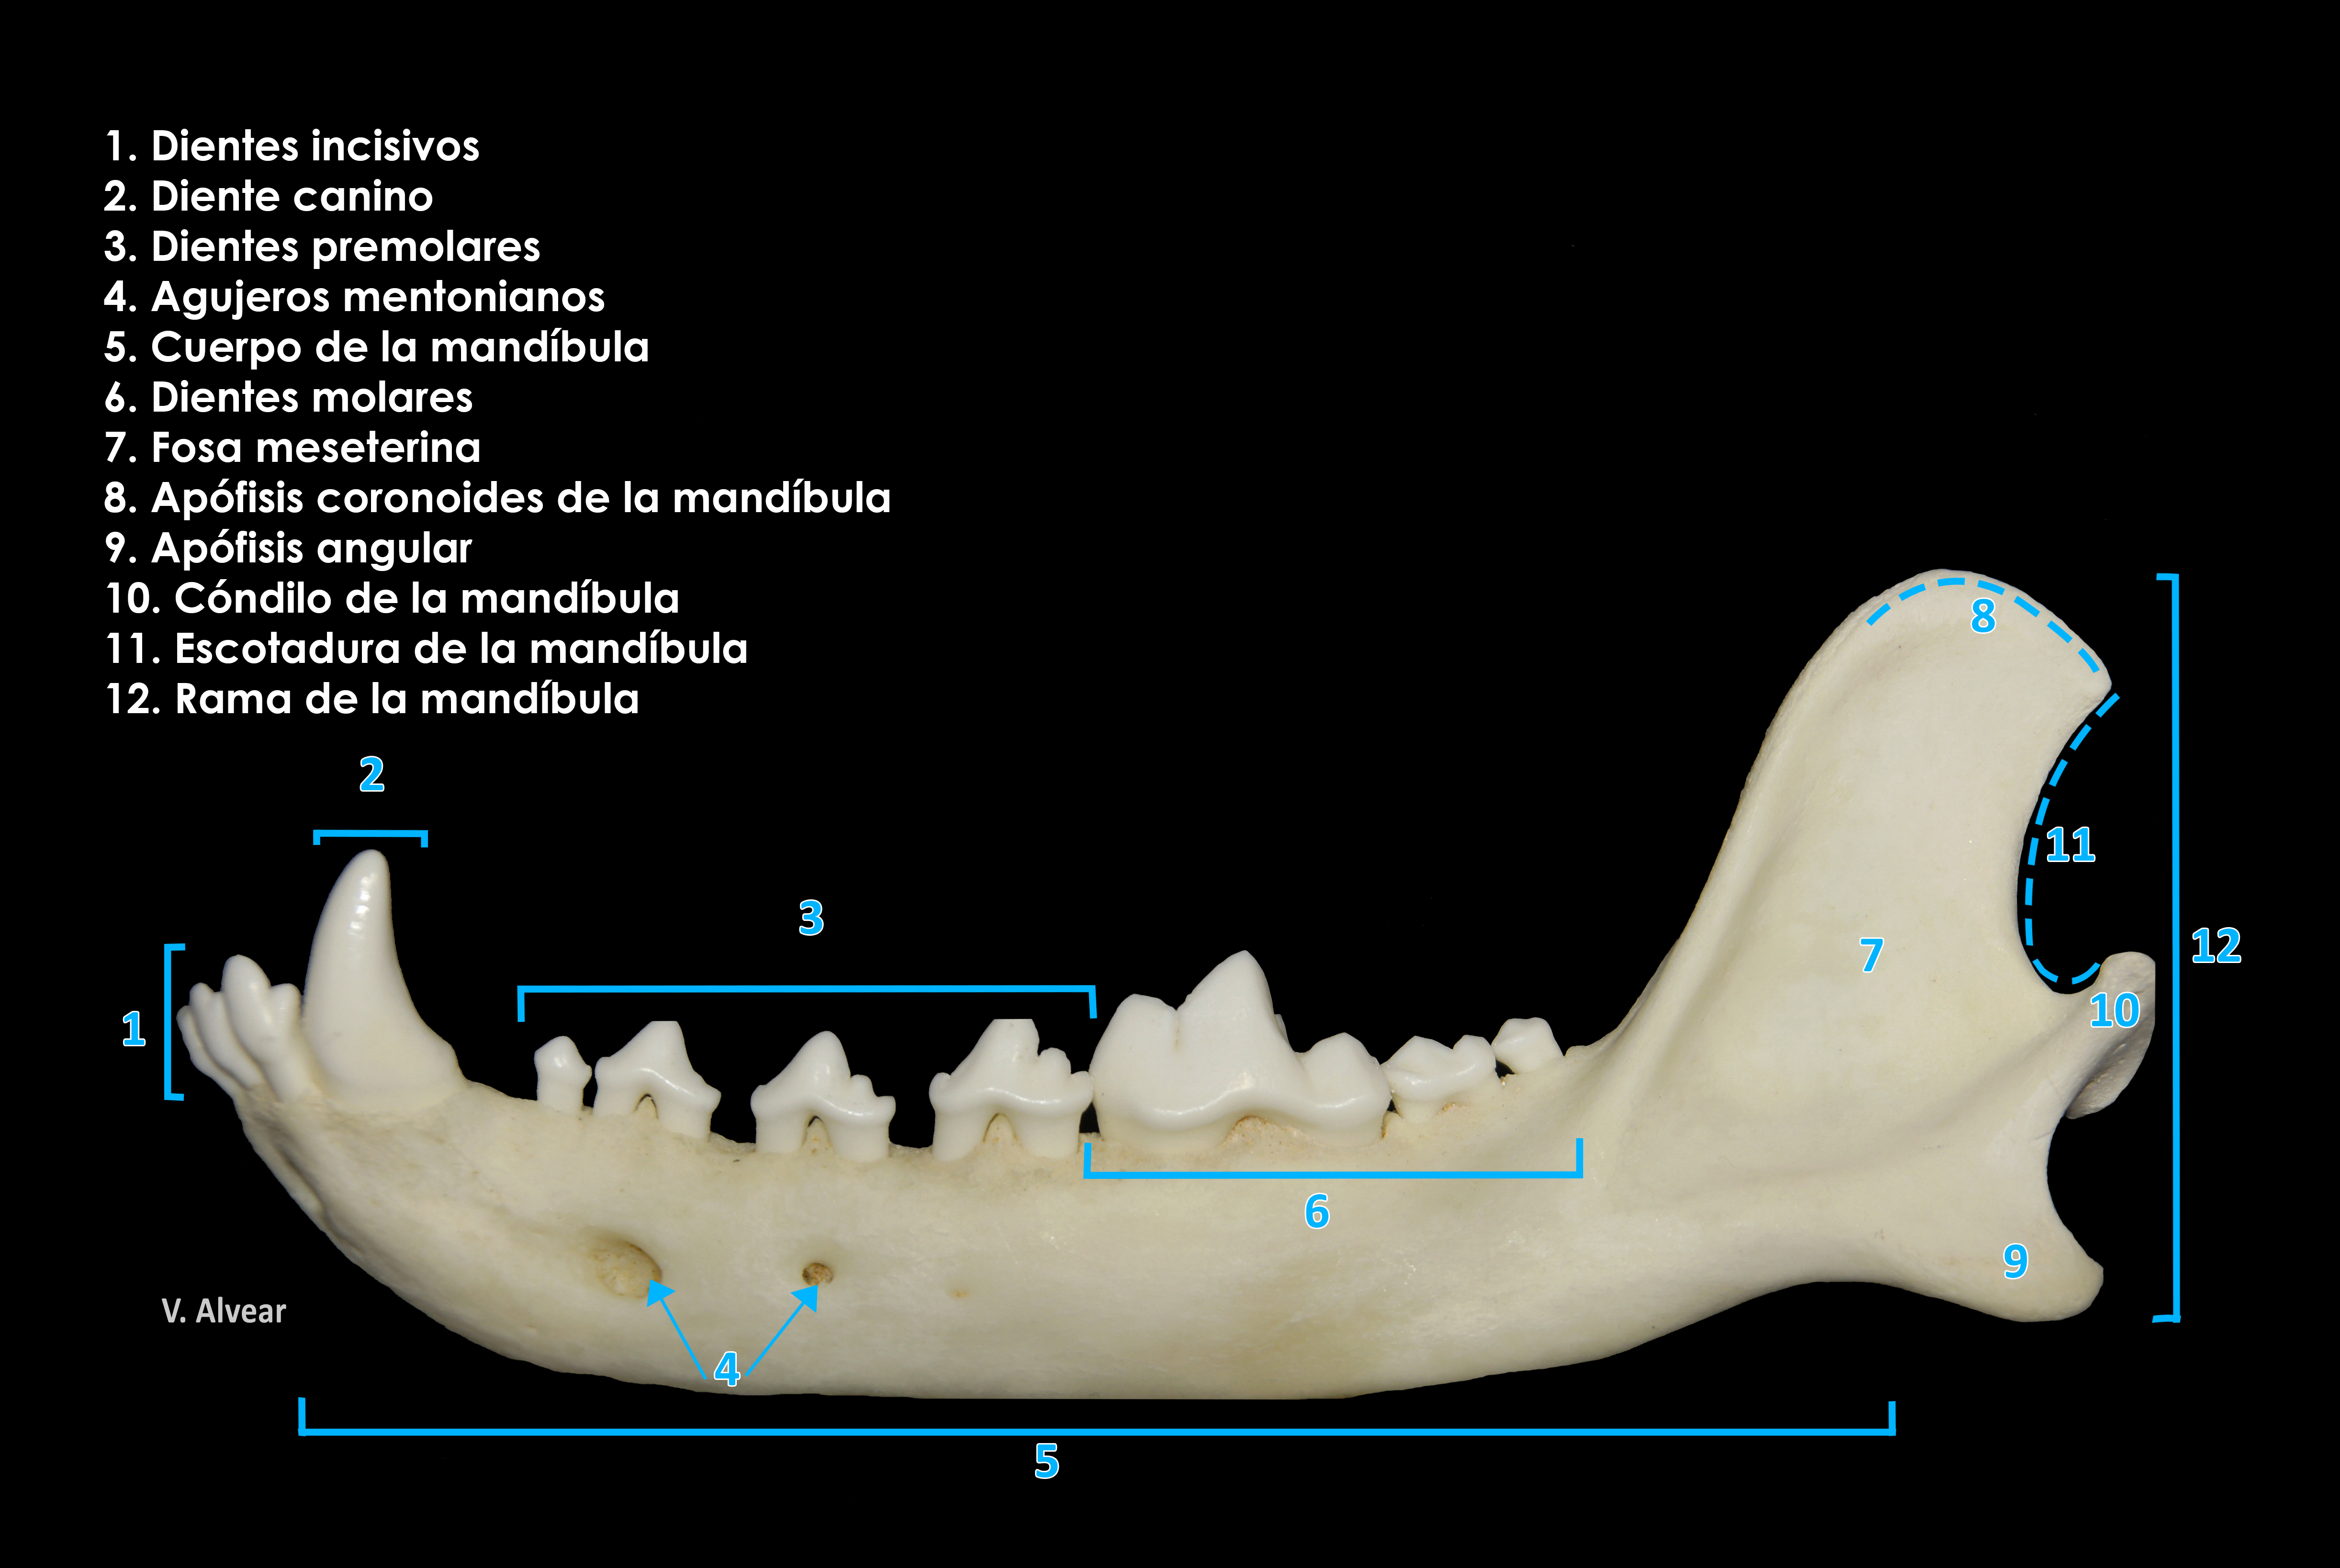 1. Dientes incisivos
2. Diente canino
3. Dientes premolares
4. Agujeros mentonianos
5. Cuerpo de la mandíbula
6. Dientes molares
7. Fosa meseterina
8. Apófisis coronoides de la mandíbula
9. Apófisis angular
10. Cóndilo de la mandíbula
11. Escotadura de la mandíbula
12. Rama de la mandíbula
8
2
11
3
12
7
10
1
6
9
V. Alvear
4
5